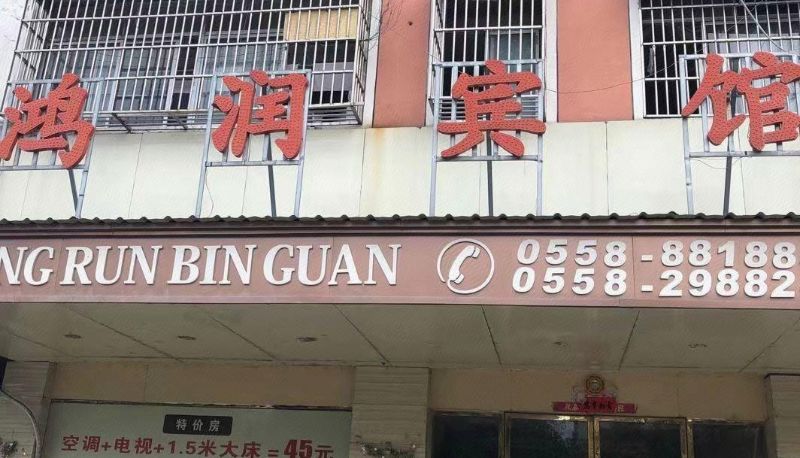 鸿润宾馆
NG RUN BIN GUAN
0558-88188
0558-29882
特价房
空调+电视+1.5米大床=45元